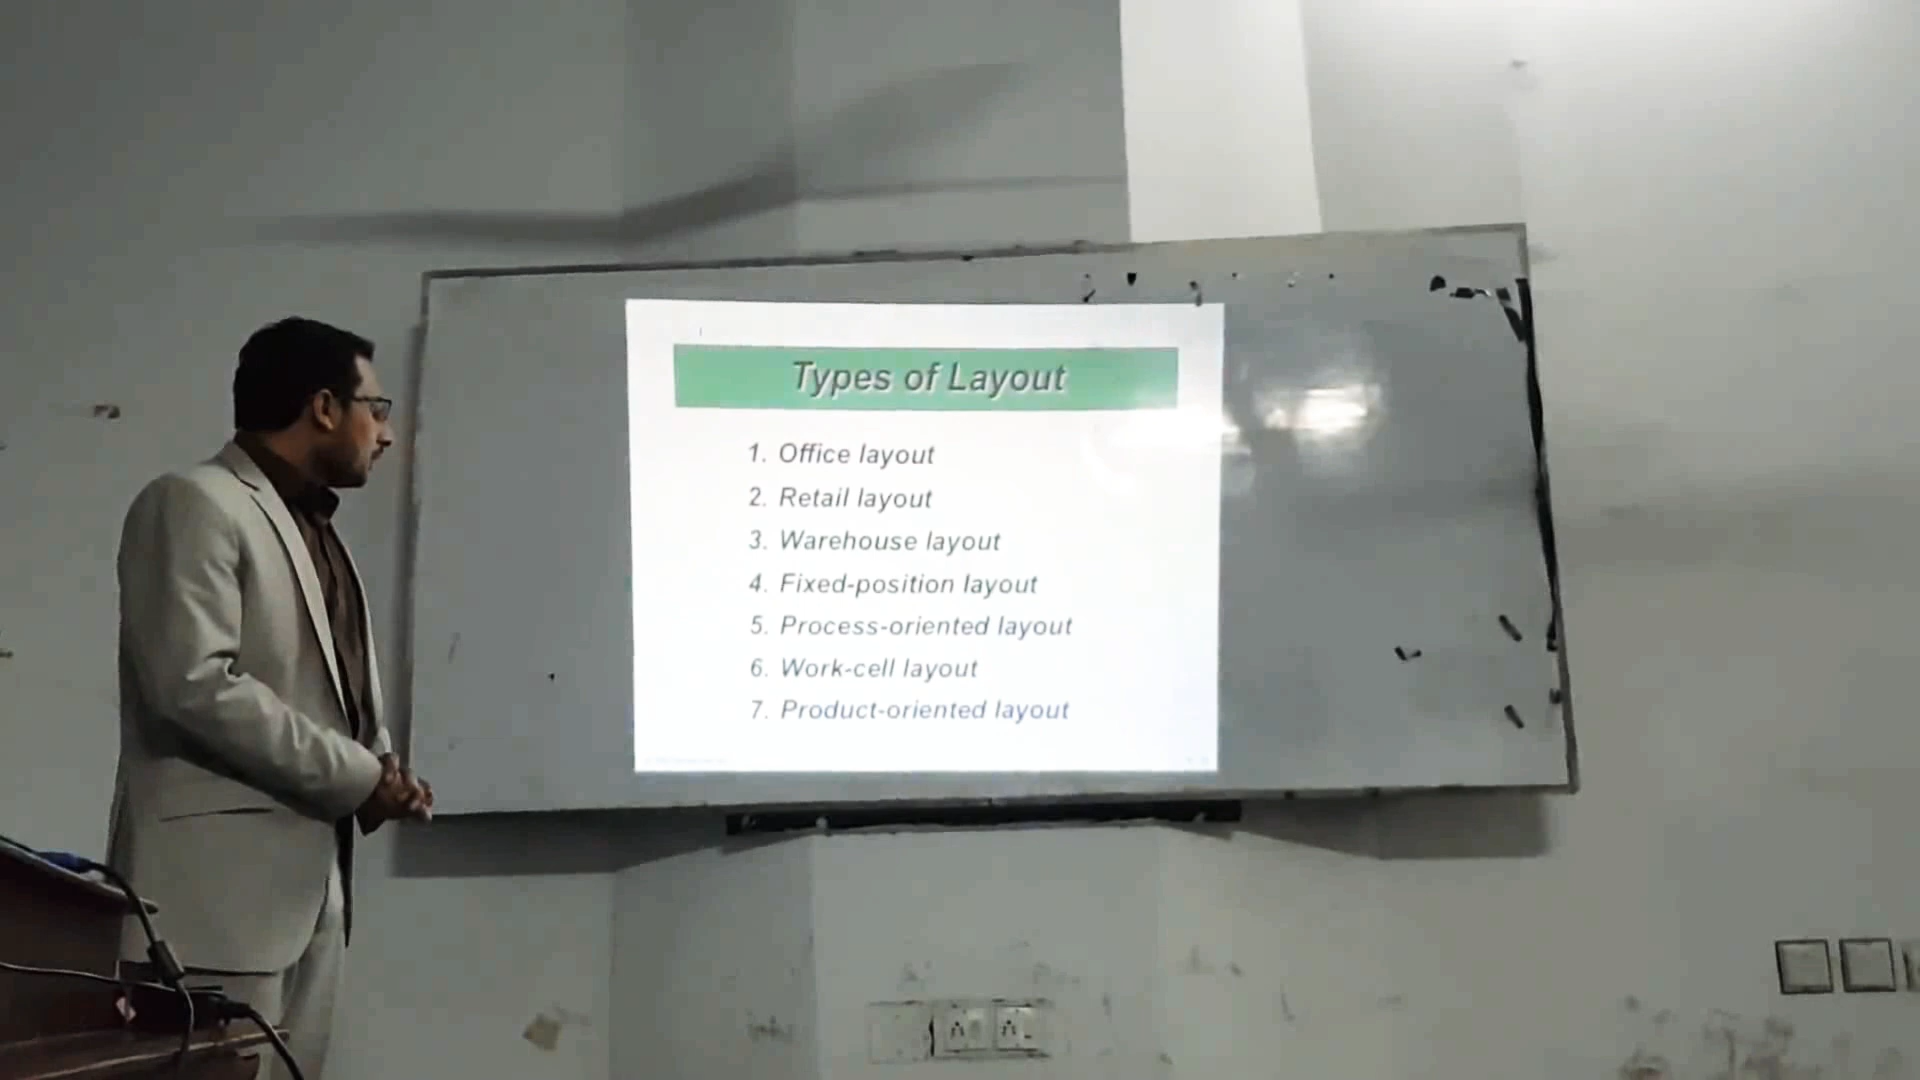 Types of Layout
1. Office layout
2. Retail layout
3. Warehouse layout
4. Fixed-position layout
5. Process-oriented layout
6. Work-cell layout
7. Product-oriented layout